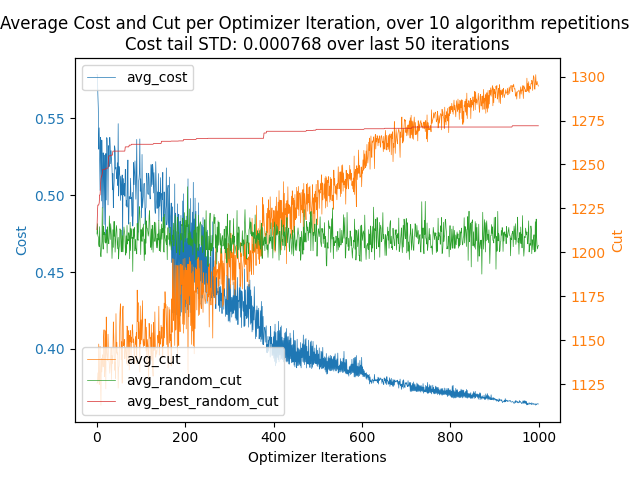 Average Cost and Cut per Optimizer Iteration, over 10 algorithm repetitions
Cost tail STD: 0.000768 over last 50 iterations
avg_cost
0.55
0.50
0.45
0.40
Cost
1300
1275
1250
1225
1200
1175
1150
1125
Cut
avg_cut
avg_random_cut
avg_best_random_cut
0 200 400 600 800 1000
Optimizer Iterations